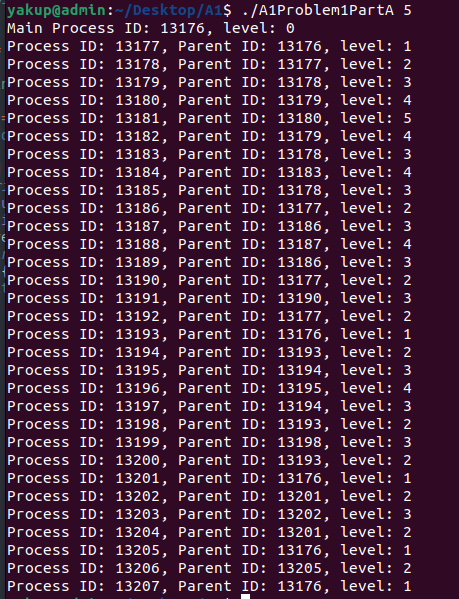 yakup@admin:~/Desktop/A1$ ./A1Problem1PartA 5
Main Process ID: 13176, level: 0
Process ID: 13177, Parent ID: 13176, level: 1
Process ID: 13178, Parent ID: 13177, level: 2
Process ID: 13179, Parent ID: 13178, level: 3
Process ID: 13180, Parent ID: 13179, level: 4
Process ID: 13181, Parent ID: 13180, level: 5
Process ID: 13182, Parent ID: 13179, level: 4
Process ID: 13183, Parent ID: 13178, level: 3
Process ID: 13184, Parent ID: 13183, level: 4
Process ID: 13185, Parent ID: 13178, level: 3
Process ID: 13186, Parent ID: 13177, level: 2
Process ID: 13187, Parent ID: 13186, level: 3
Process ID: 13188, Parent ID: 13187, level: 4
Process ID: 13189, Parent ID: 13186, level: 3
Process ID: 13190, Parent ID: 13177, level: 2
Process ID: 13191, Parent ID: 13190, level: 3
Process ID: 13192, Parent ID: 13177, level: 2
Process ID: 13193, Parent ID: 13176, level: 1
Process ID: 13194, Parent ID: 13193, level: 2
Process ID: 13195, Parent ID: 13194, level: 3
Process ID: 13196, Parent ID: 13195, level: 4
Process ID: 13197, Parent ID: 13194, level: 3
Process ID: 13198, Parent ID: 13193, level: 2
Process ID: 13199, Parent ID: 13198, level: 3
Process ID: 13200, Parent ID: 13193, level: 2
Process ID: 13201, Parent ID: 13176, level: 1
Process ID: 13202, Parent ID: 13201, level: 2
Process ID: 13203, Parent ID: 13202, level: 3
Process ID: 13204, Parent ID: 13201, level: 2
Process ID: 13205, Parent ID: 13176, level: 1
Process ID: 13206, Parent ID: 13205, level: 2
Process ID: 13207, Parent ID: 13176, level: 1